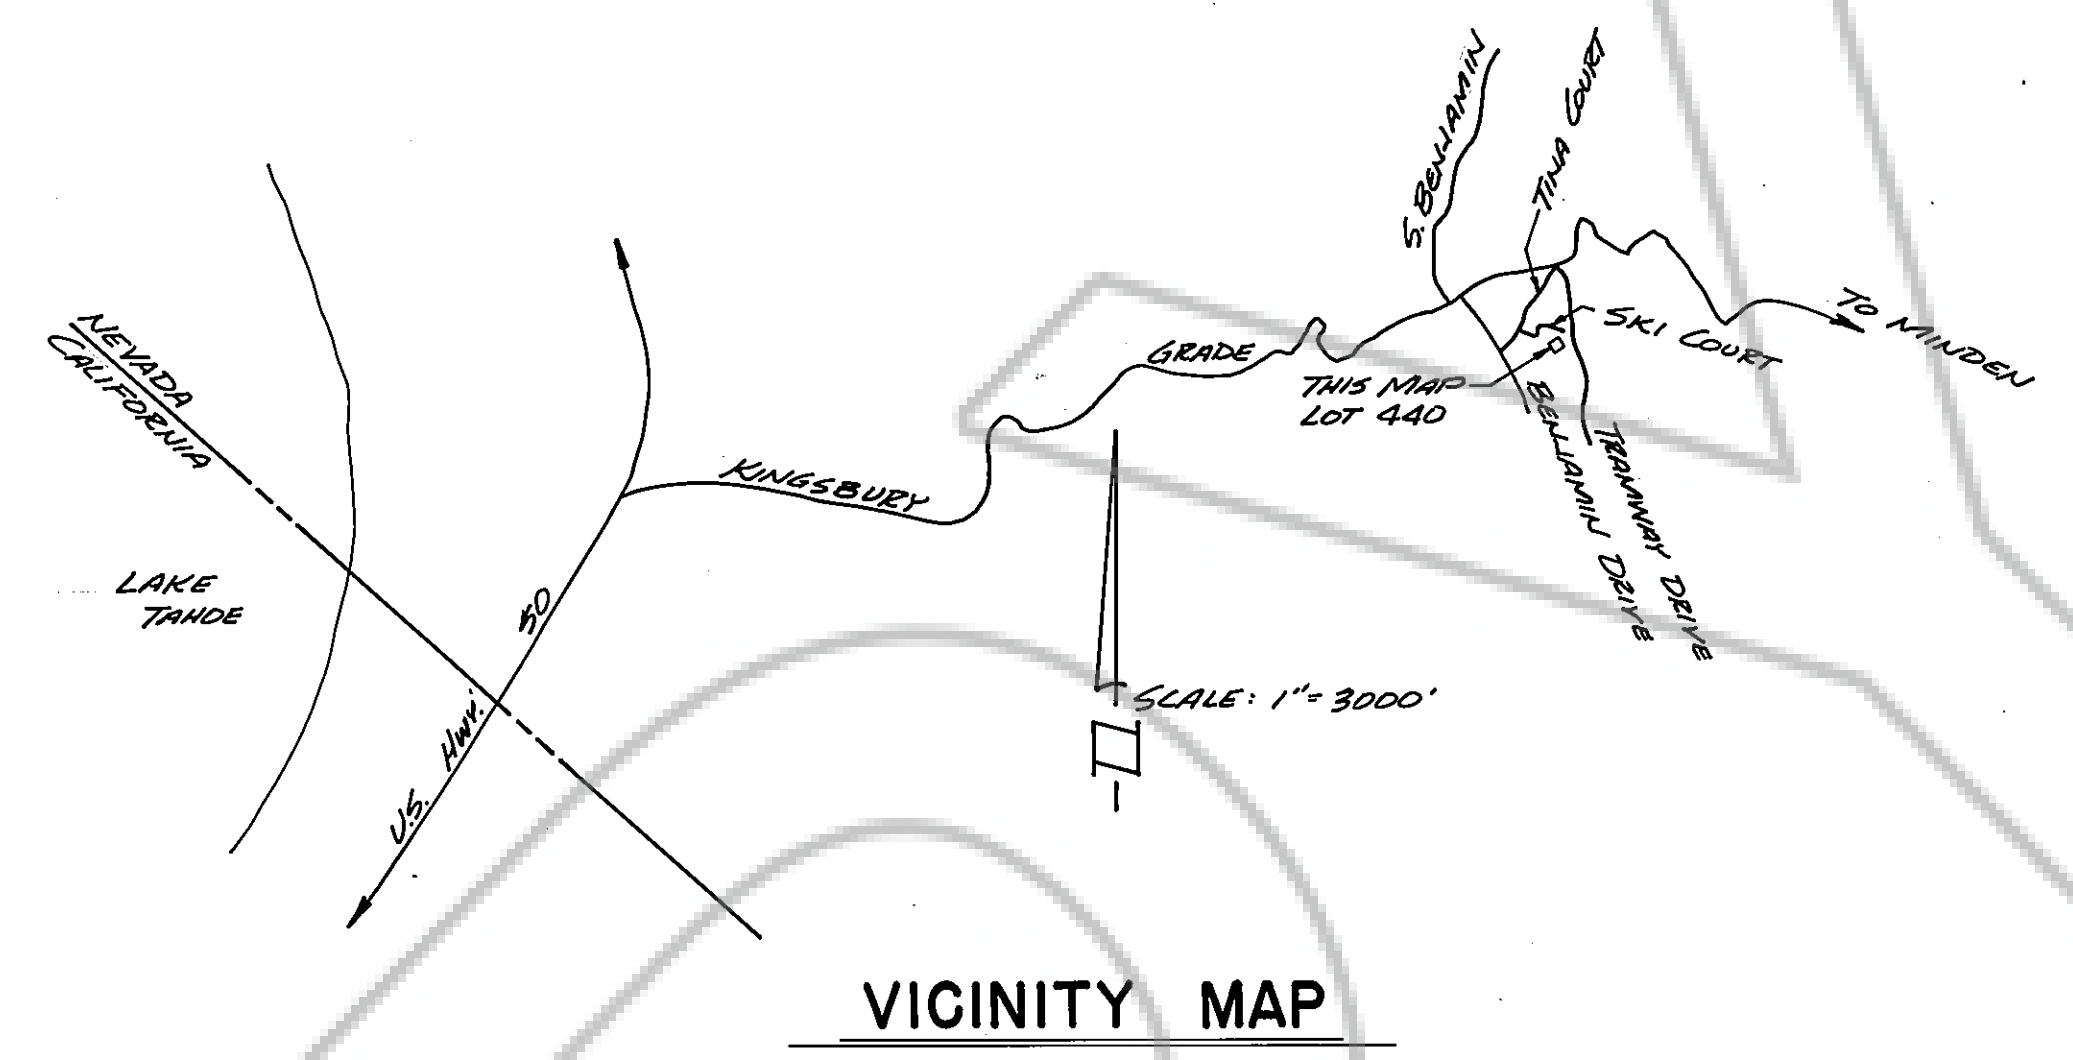 S. BENJAMIN
TINA COURT
NEVADA
CALIFORNIA
TO MINDEN
SKI COURT
GRADE
THIS MAP
LOT 440
KINGSBURY
BENJAMIN DRIVE
TRAMWAY DRIVE
LAKE
TAHOE
U.S. HWY. 50
SCALE: 1"= 3000'
VICINITY MAP